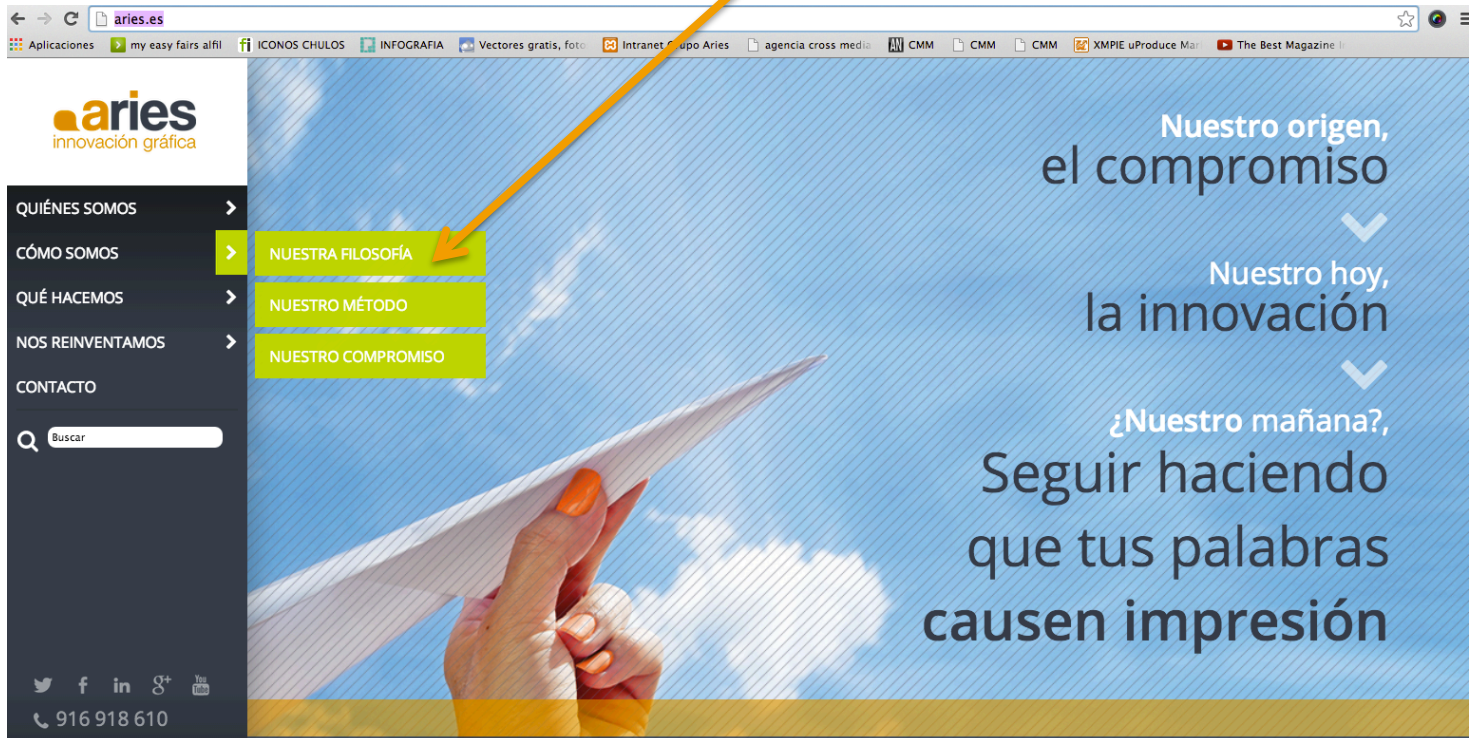 aries.es
Aplicaciones
my easy fairs alfil
ICONOS CHULOS
INFOGRAFIA
Vectores gratis, foto
Intranet Grupo Aries
agencia cross media
CMM
CMM
CMM
XMPIE uProduce Mar
The Best Magazine
aries
innovación gráfica
QUIÉNES SOMOS
CÓMO SOMOS
QUÉ HACEMOS
NOS REINVENTAMOS
CONTACTO
Buscar
NUESTRA FILOSOFÍA
NUESTRO MÉTODO
NUESTRO COMPROMISO
Nuestro origen,
el compromiso
Nuestro hoy,
la innovación
¿Nuestro mañana?,
Seguir haciendo
que tus palabras
causen impresión
f
in
g+
You Tube
916 918 610